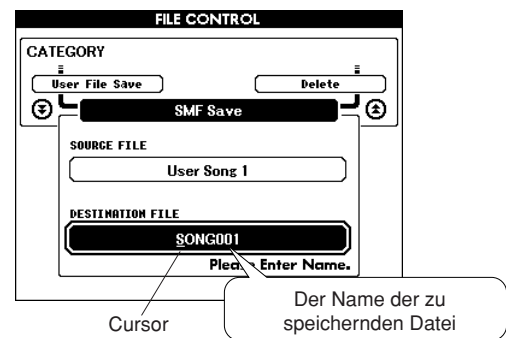 FILE CONTROL
CATEGORY
User File Save
Delete
SMF Save
SOURCE FILE
User Song 1
DESTINATION FILE
SONG001
Please Enter Name.
Cursor
Der Name der zu
speichernden Datei